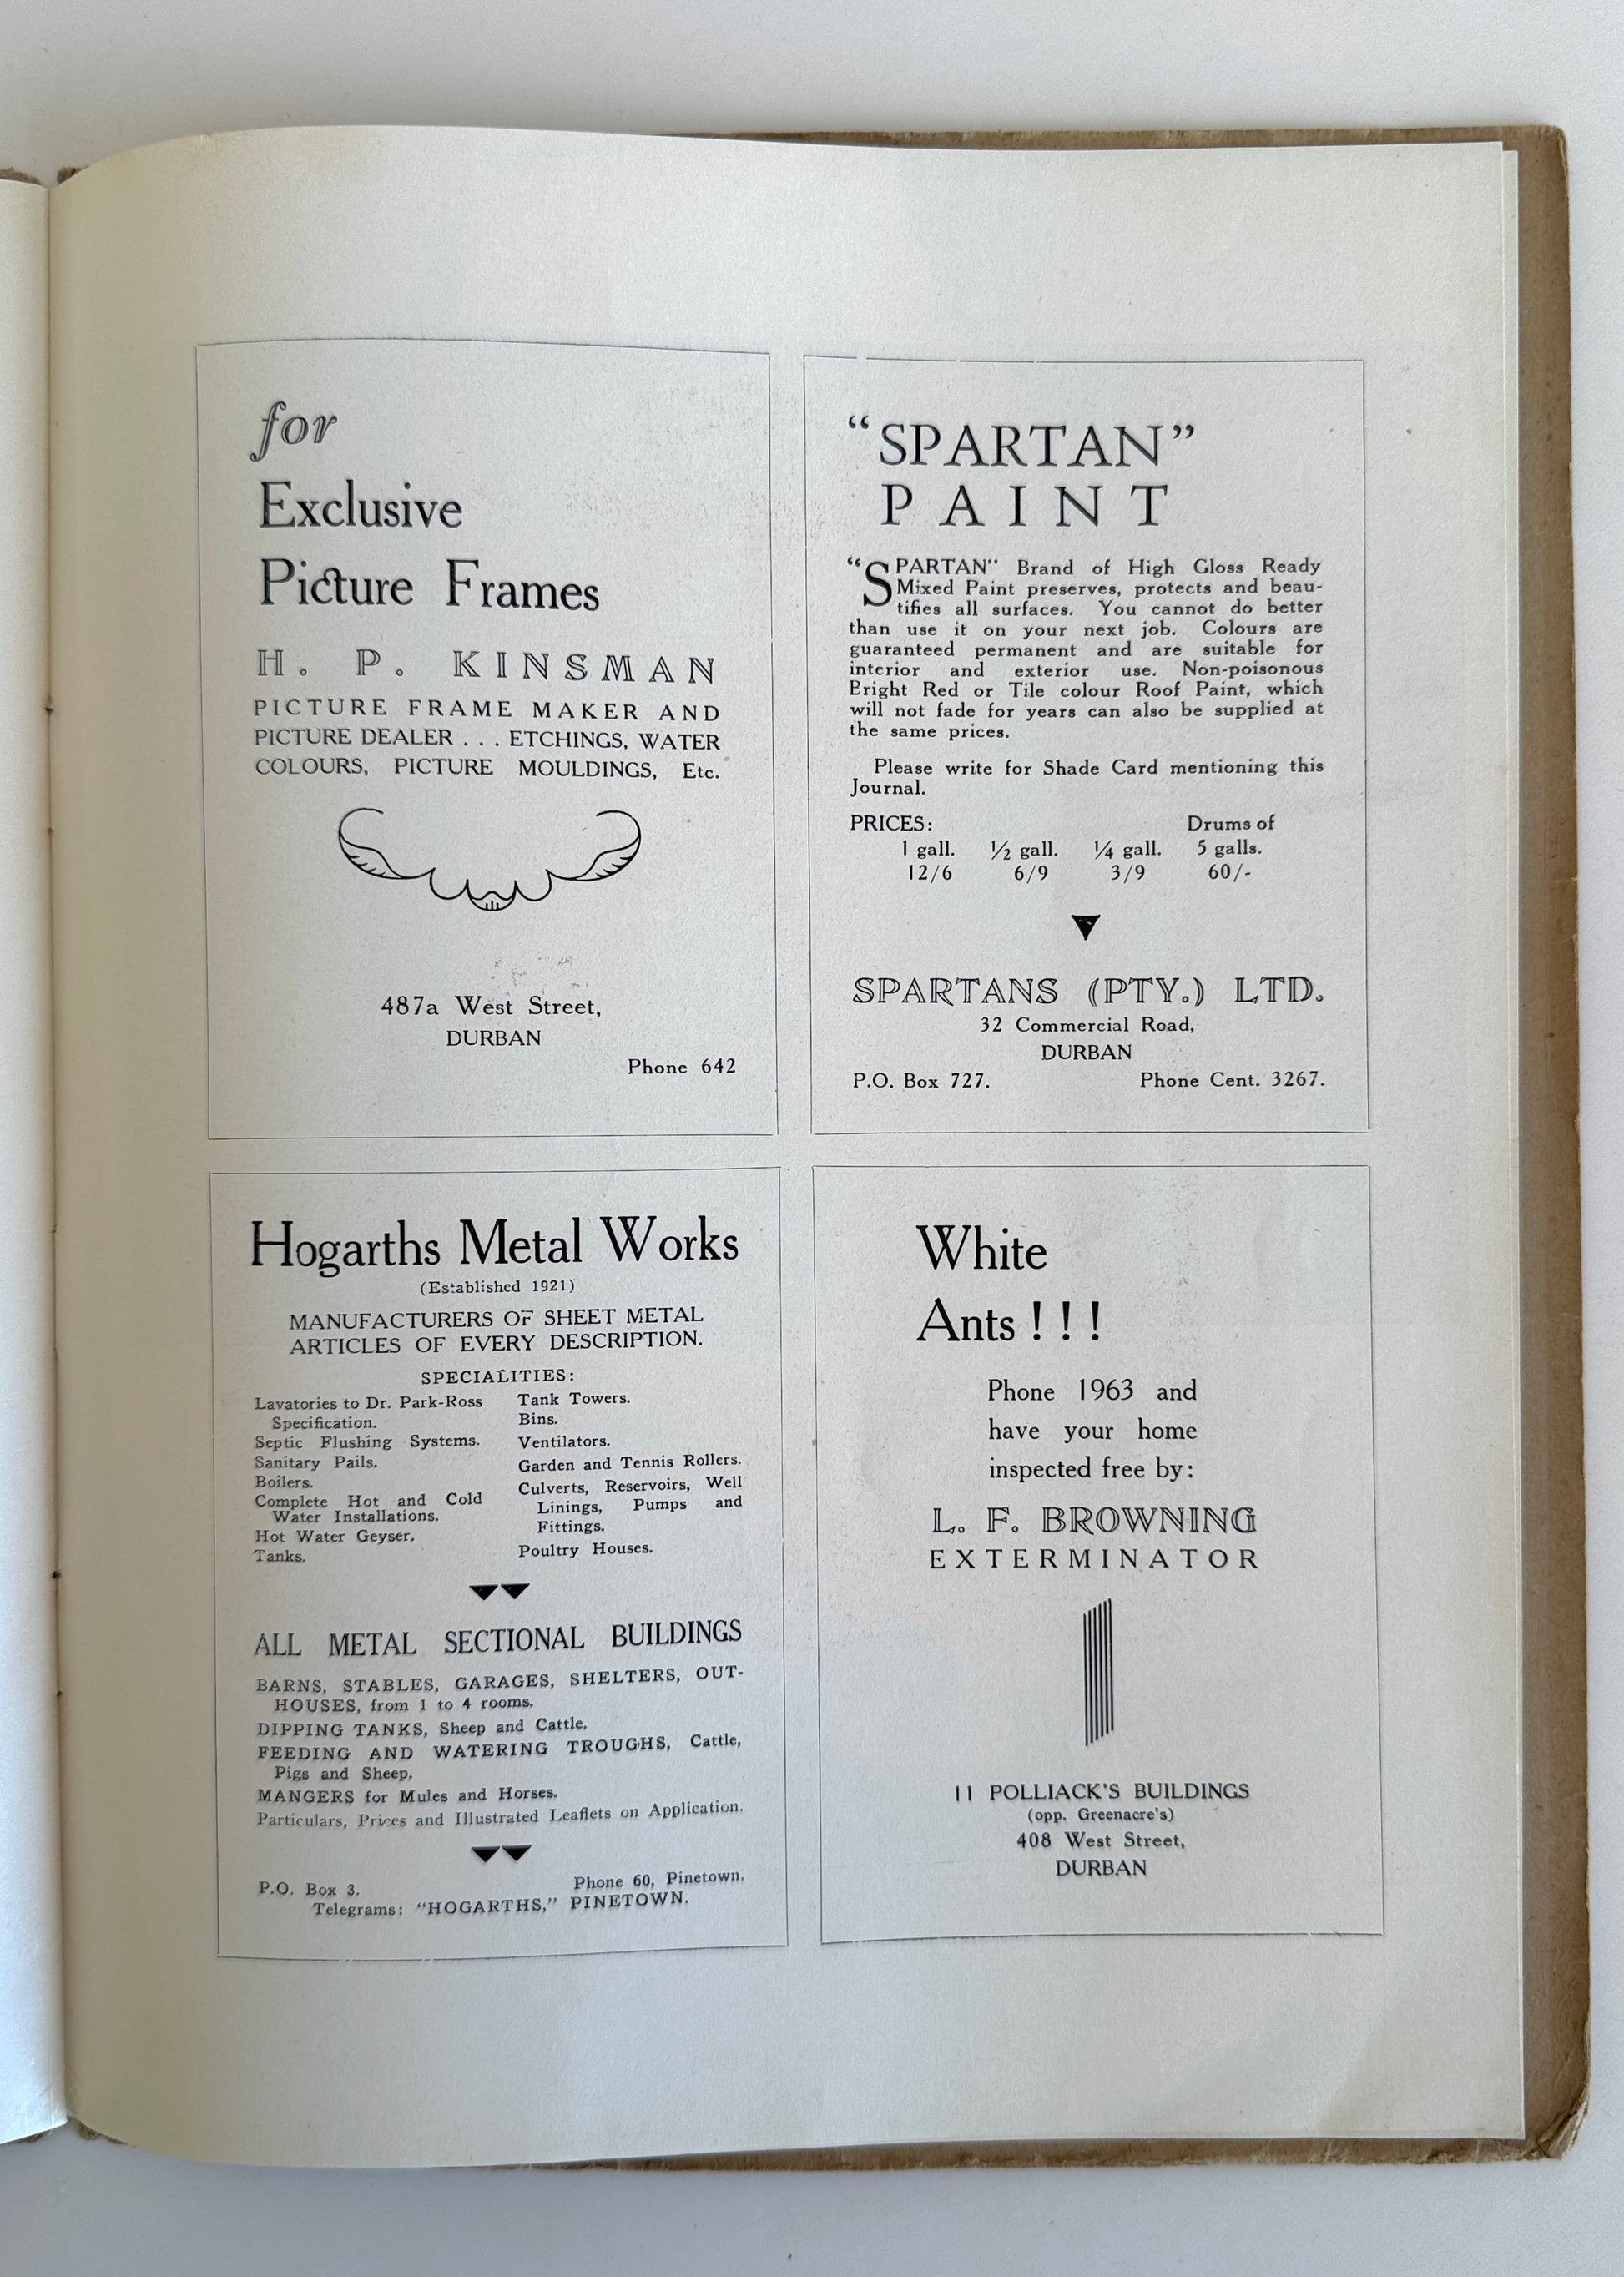 for
Exclusive
Picture Frames
H. P. KINSMAN
PICTURE FRAME MAKER AND
PICTURE DEALER . . . ETCHINGS, WATER
COLOURS, PICTURE MOULDINGS, Etc.
487a West Street,
DURBAN
Phone 642
"SPARTAN"
PAINT
"SPARTAN" Brand of High Gloss Ready
Mixed Paint preserves, protects and beau-
tifies all surfaces. You cannot do better
than use it on your next job. Colours are
guaranteed permanent and are suitable for
interior and exterior use. Non-poisonous
Bright Red or Tile colour Roof Paint, which
will not fade for years can also be supplied at
the same prices.
Please write for Shade Card mentioning this
Journal.
PRICES: Drums of
1 gall. ½ gall. ¼ gall. 5 galls.
12/6 6/9 3/9 60/-
SPARTANS (PTY.) LTD.
32 Commercial Road,
DURBAN
P.O. Box 727. Phone Cent. 3267.
Hogarths Metal Works
(Established 1921)
MANUFACTURERS OF SHEET METAL
ARTICLES OF EVERY DESCRIPTION.
SPECIALITIES:
Lavatories to Dr. Park-Ross
Specification.
Septic Flushing Systems.
Sanitary Pails.
Boilers.
Complete Hot and Cold
Water Installations.
Hot Water Geyser.
Tanks.
Tank Towers.
Bins.
Ventilators.
Garden and Tennis Rollers.
Culverts, Reservoirs, Well
Linings, Pumps and
Fittings.
Poultry Houses.
ALL METAL SECTIONAL BUILDINGS
BARNS, STABLES, GARAGES, SHELTERS, OUT-
HOUSES, from 1 to 4 rooms.
DIPPING TANKS, Sheep and Cattle.
FEEDING AND WATERING TROUGHS, Cattle,
Pigs and Sheep.
MANGERS for Mules and Horses.
Particulars, Prices and Illustrated Leaflets on Application.
P.O. Box 3. Phone 60, Pinetown.
Telegrams: "HOGARTHS," PINETOWN.
White
Ants ! ! !
Phone 1963 and
have your home
inspected free by:
L. F. BROWNING
EXTERMINATOR
11 POLLIACK'S BUILDINGS
(opp. Greenacre's)
408 West Street,
DURBAN